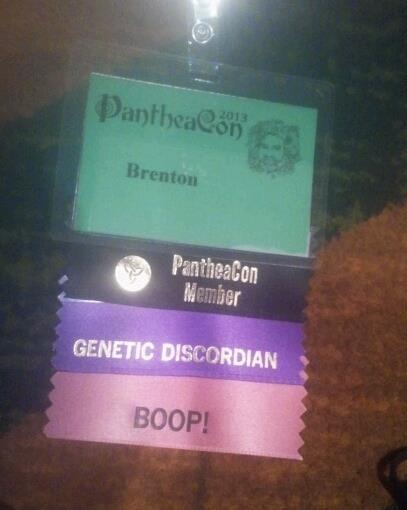 PantheaCon
2013
Brenton
PantheaCon
Member
GENETIC DISCORDIAN
BOOP!